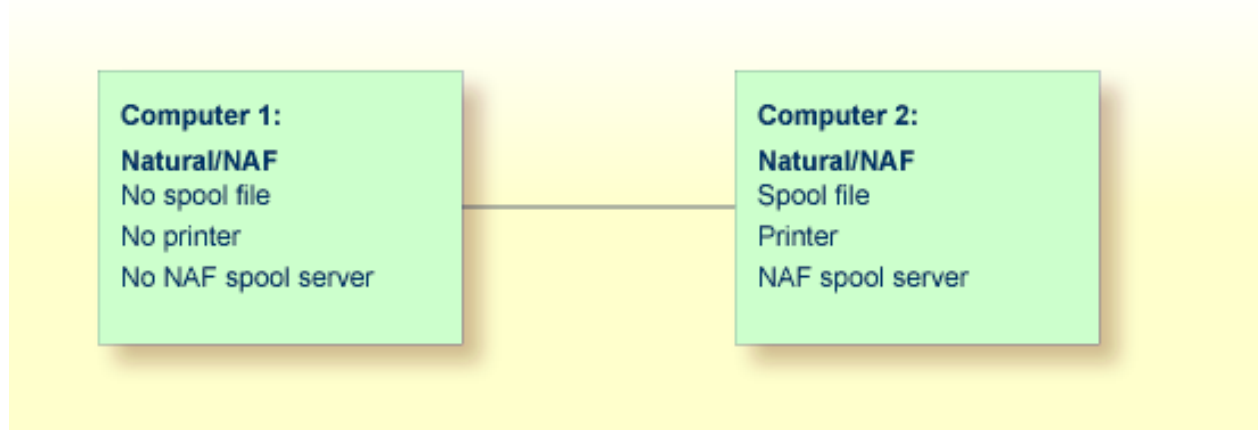 Computer 1:
Natural/NAF
No spool file
No printer
No NAF spool server
Computer 2:
Natural/NAF
Spool file
Printer
NAF spool server